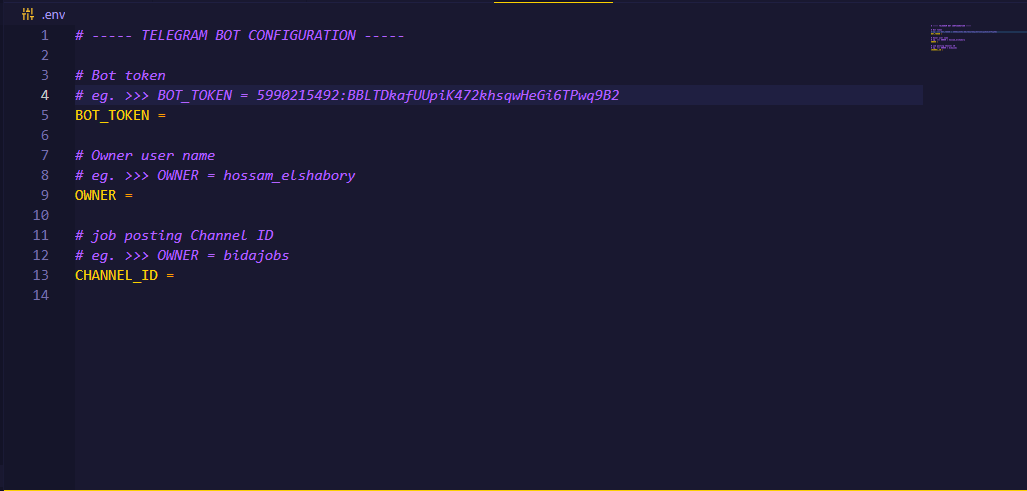 .env
1 # ----- TELEGRAM BOT CONFIGURATION -----
2
3 # Bot token
4 # eg. >>> BOT_TOKEN = 5990215492:BBLTDkafUUpiK472khsqwHeGi6TPwq9B2
5 BOT_TOKEN =
6
7 # Owner user name
8 # eg. >>> OWNER = hossam_elshabory
9 OWNER =
10
11 # job posting Channel ID
12 # eg. >>> OWNER = bidajobs
13 CHANNEL_ID =
14